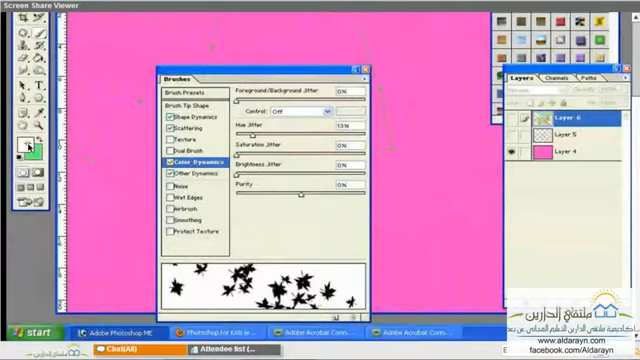 Screen Share Viewer
Brushes
Brush Presets
Brush Tip Shape
Shape Dynamics
Scattering
Texture
Dual Brush
Color Dynamics
Other Dynamics
Noise
Wet Edges
Airbrush
Smoothing
Protect Texture
Foreground/Background Jitter 0%
Control: Off
Hue Jitter 13%
Saturation Jitter 0%
Brightness Jitter 0%
Purity 0%
Layers Channels Paths
Layer 6
Layer 5
Layer 4
ملتقى الدارين
www.aldarayn.com
facebook.com/Aldarayn
start
Adobe Photoshop ME
Photoshop for Kids
Adobe Acrobat Conn...
Adobe Acrobat Conn...
Chat(All)
Attendee list (...